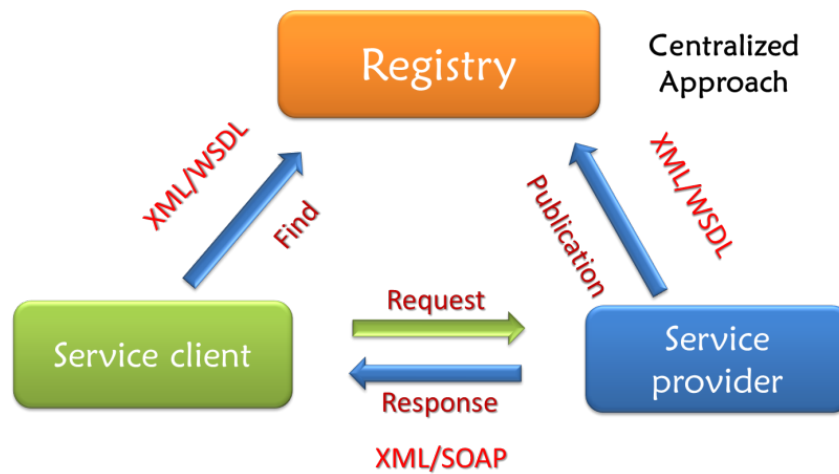 Registry
Centralized
Approach
XML/WSDL
Find
Publication
XML/WSDL
Request
Service client
Service
provider
Response
XML/SOAP